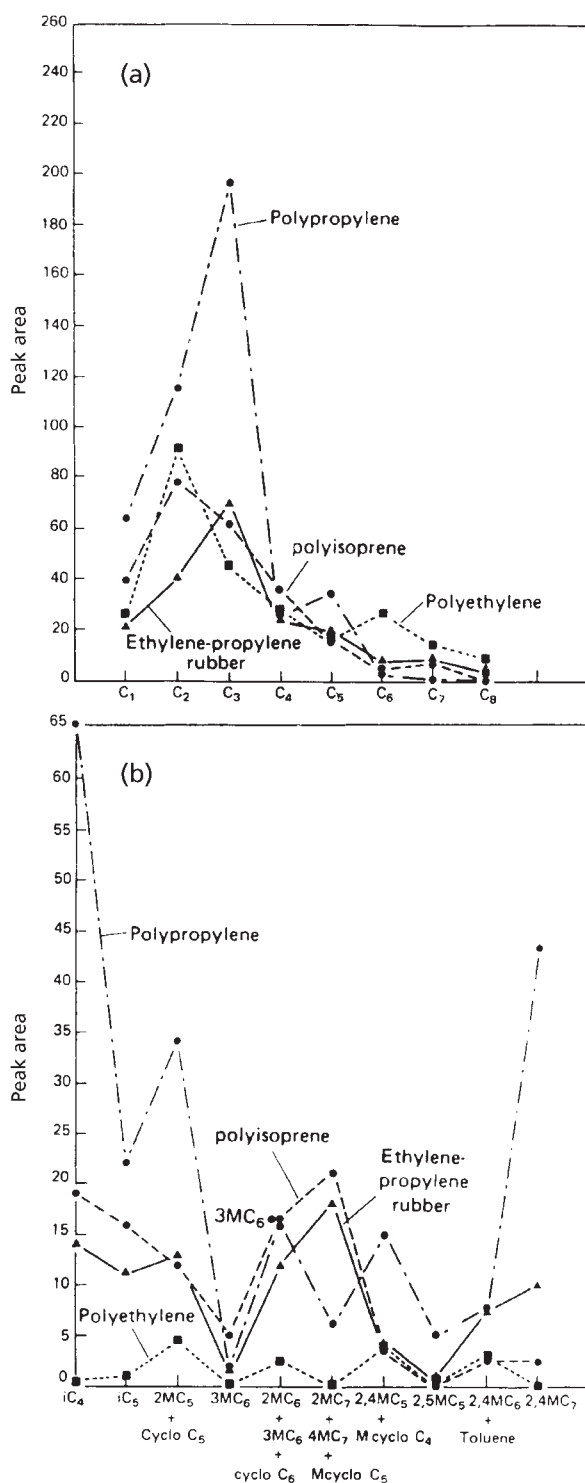 260
240
220
200
180
160
140
120
100
80
60
40
20
0
Peak area
(a)
Polypropylene
polyisoprene
Polyethylene
Ethylene-propylene
rubber
C₁ C₂ C₃ C₄ C₅ C₆ C₇ C₈
65
60
55
50
45
40
35
30
25
20
15
10
5
0
Peak area
(b)
Polypropylene
polyisoprene
Ethylene-
propylene
rubber
3MC₆
Polyethylene
iC₄ iC₅ 2MC₅ 3MC₆ 2MC₆ 2MC₇ 2,4MC₅ 2,5MC₅ 2,4MC₆ 2,4MC₇
+ + + + +
Cyclo C₅ 3MC₆ 4MC₇ Mcyclo C₄ Toluene
+ +
cyclo C₆ Mcyclo C₅